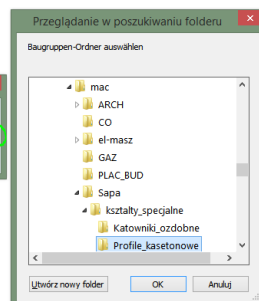 Przeglądanie w poszukiwaniu folderu
Baugruppen-Ordner auswählen
mac
ARCH
CO
el-masz
GAZ
PLAC_BUD
Sapa
ksztalty_specjalne
Katowniki_ozdobne
Profile_kasetonowe
Utwórz nowy folder
OK
Anuluj